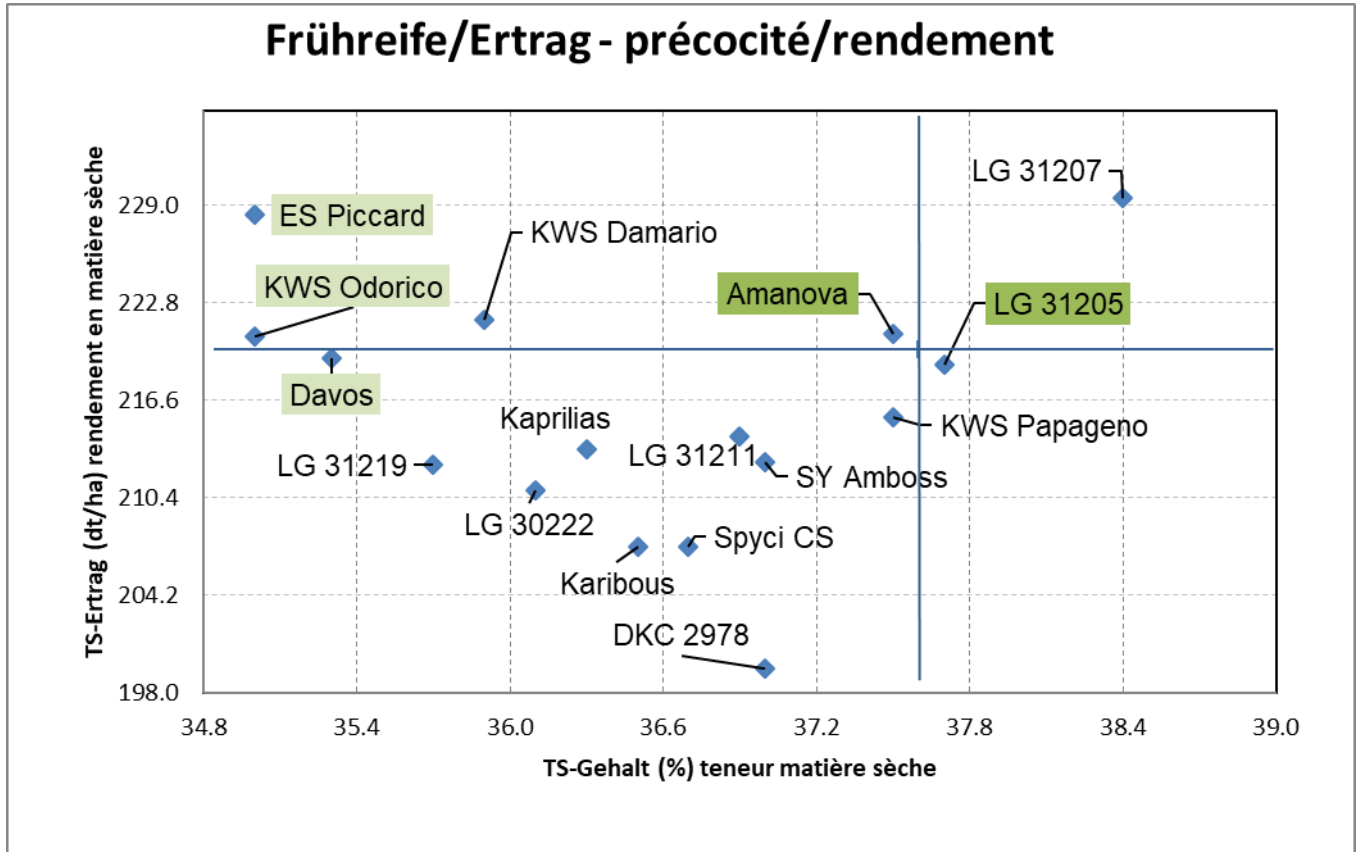 Frühreife/Ertrag - précocité/rendement
TS-Ertrag (dt/ha) rendement en matière sèche
229.0
222.8
216.6
210.4
204.2
198.0
LG 31207
ES Piccard
KWS Damario
KWS Odorico
Amanova
LG 31205
Davos
Kaprilias
KWS Papageno
LG 31219
LG 31211
SY Amboss
LG 30222
Spyci CS
Karibous
DKC 2978
34.8 35.4 36.0 36.6 37.2 37.8 38.4 39.0
TS-Gehalt (%) teneur matière sèche